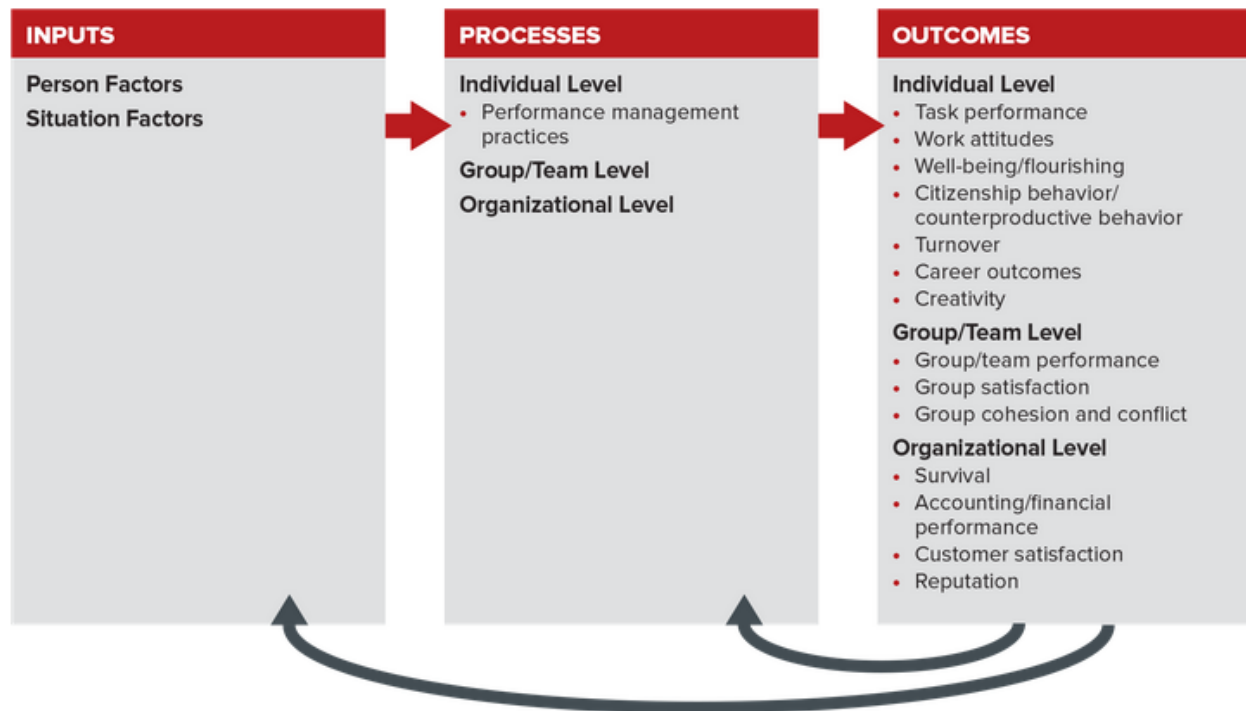 INPUTS
Person Factors
Situation Factors
PROCESSES
Individual Level
• Performance management
practices
Group/Team Level
Organizational Level
OUTCOMES
Individual Level
• Task performance
• Work attitudes
• Well-being/flourishing
• Citizenship behavior/
counterproductive behavior
• Turnover
• Career outcomes
• Creativity
Group/Team Level
• Group/team performance
• Group satisfaction
• Group cohesion and conflict
Organizational Level
• Survival
• Accounting/financial
performance
• Customer satisfaction
• Reputation